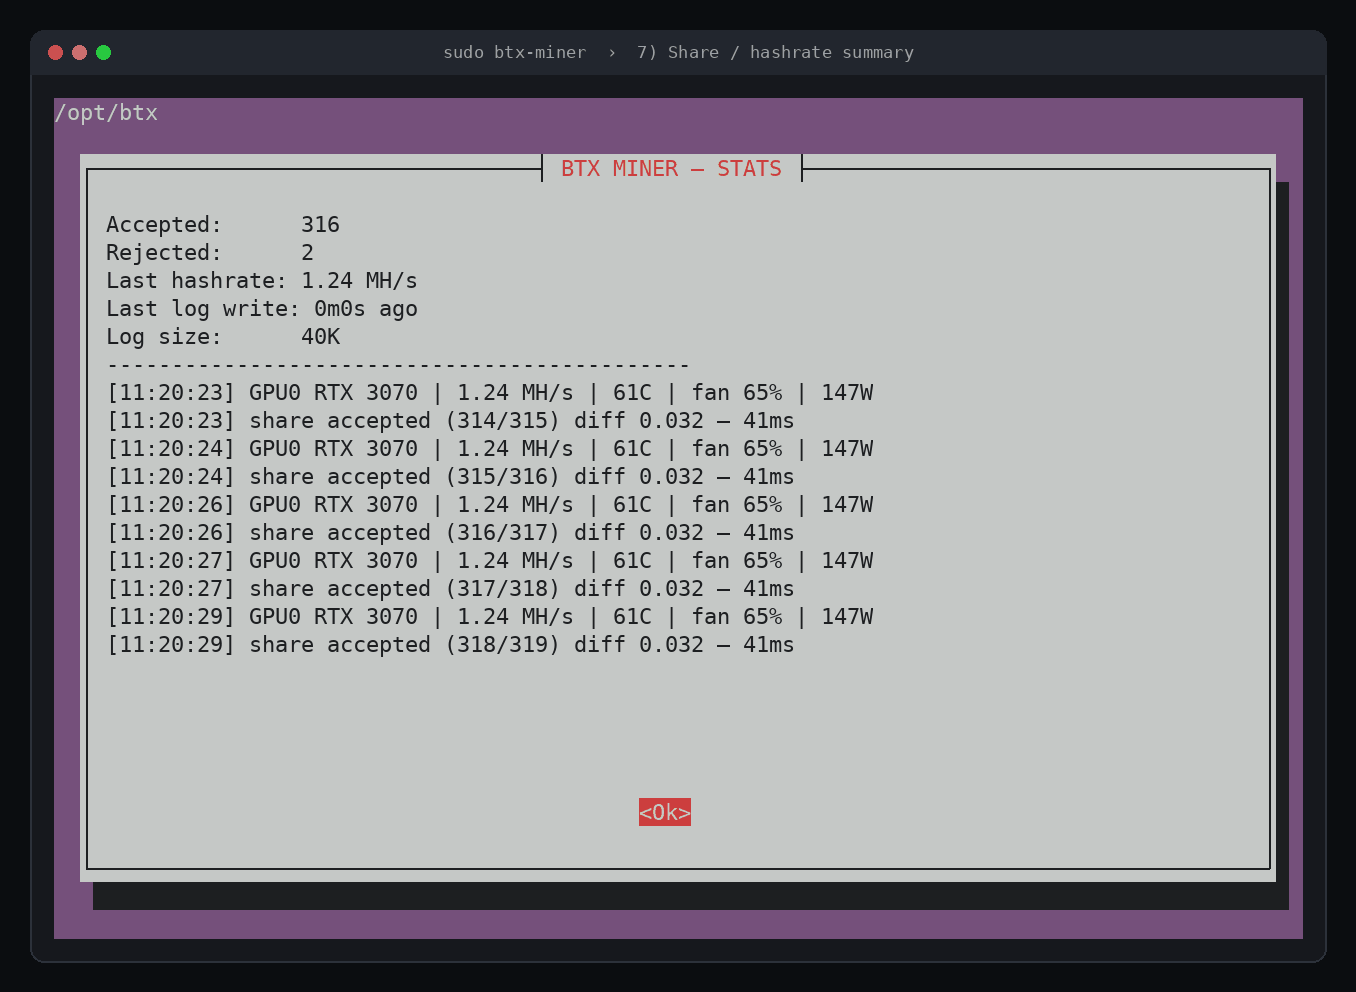 sudo btx-miner › 7) Share / hashrate summary
/opt/btx
BTX MINER — STATS
Accepted:      316
Rejected:      2
Last hashrate: 1.24 MH/s
Last log write: 0m0s ago
Log size:      40K
---------------------------------------------
[11:20:23] GPU0 RTX 3070 | 1.24 MH/s | 61C | fan 65% | 147W
[11:20:23] share accepted (314/315) diff 0.032 — 41ms
[11:20:24] GPU0 RTX 3070 | 1.24 MH/s | 61C | fan 65% | 147W
[11:20:24] share accepted (315/316) diff 0.032 — 41ms
[11:20:26] GPU0 RTX 3070 | 1.24 MH/s | 61C | fan 65% | 147W
[11:20:26] share accepted (316/317) diff 0.032 — 41ms
[11:20:27] GPU0 RTX 3070 | 1.24 MH/s | 61C | fan 65% | 147W
[11:20:27] share accepted (317/318) diff 0.032 — 41ms
[11:20:29] GPU0 RTX 3070 | 1.24 MH/s | 61C | fan 65% | 147W
[11:20:29] share accepted (318/319) diff 0.032 — 41ms
<Ok>